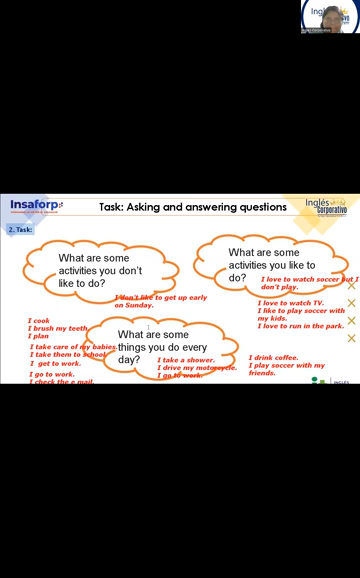 Insaforp
Task: Asking and answering questions
Inglés
Corporativo
2. Task:
What are some
activities you don't
like to do?
I don't like to get up early
on Sunday.
What are some
activities you like to
do?
I love to watch soccer but I
don't play.
I love to watch TV.
I like to play soccer with
my kids.
I love to run in the park.
I cook
I brush my teeth
I plan
I take care of my babies.
I take them to school
I get to work.
I go to work.
I check the e mail.
What are some
things you do every
day?
I take a shower.
I drive my motorcycle.
I go to work.
I drink coffee.
I play soccer with my
friends.